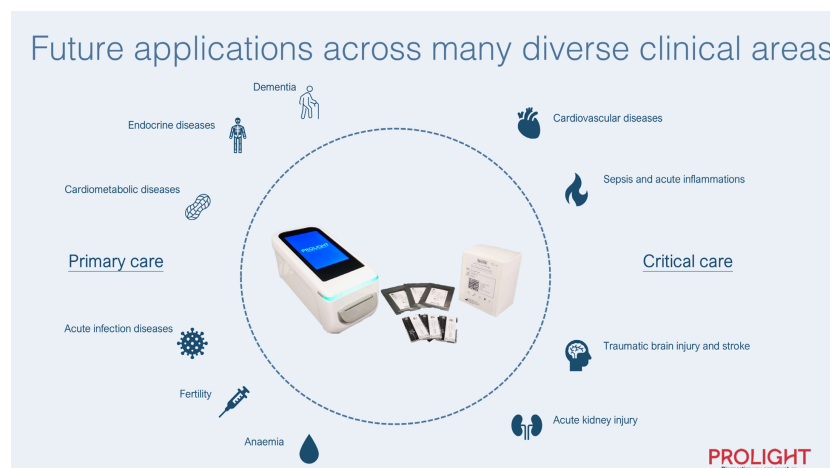 Future applications across many diverse clinical areas
Dementia
Cardiovascular diseases
Endocrine diseases
Sepsis and acute inflammations
Cardiometabolic diseases
PROLIGHT
Primary care
Critical care
Acute infection diseases
Traumatic brain injury and stroke
Fertility
Acute kidney injury
Anaemia
PROLIGHT